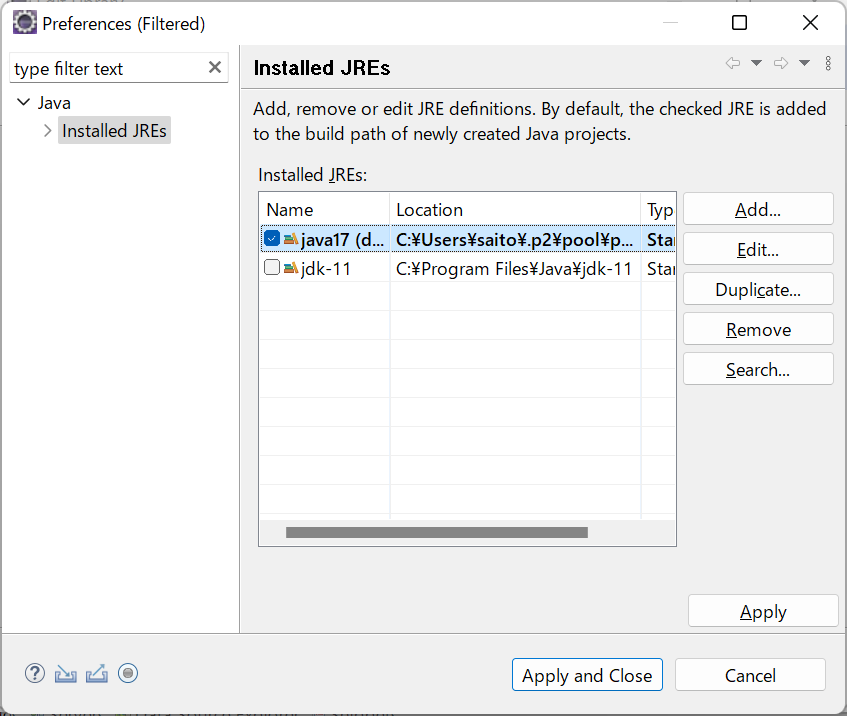 Preferences (Filtered)
type filter text
Java
Installed JREs
Installed JREs
Add, remove or edit JRE definitions. By default, the checked JRE is added
to the build path of newly created Java projects.
Installed JREs:
Name Location Typ
java17 (d... C:¥Users¥saito¥.p2¥pool¥p... Star
jdk-11 C:¥Program Files¥Java¥jdk-11 Star
Add...
Edit...
Duplicate...
Remove
Search...
Apply
Apply and Close Cancel